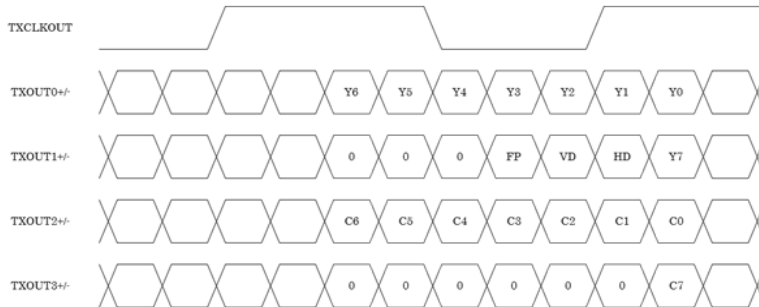 TXCLKOUT
TXOUT0+/- Y6 Y5 Y4 Y3 Y2 Y1 Y0
TXOUT1+/- 0 0 0 FP VD HD Y7
TXOUT2+/- C6 C5 C4 C3 C2 C1 C0
TXOUT3+/- 0 0 0 0 0 0 C7